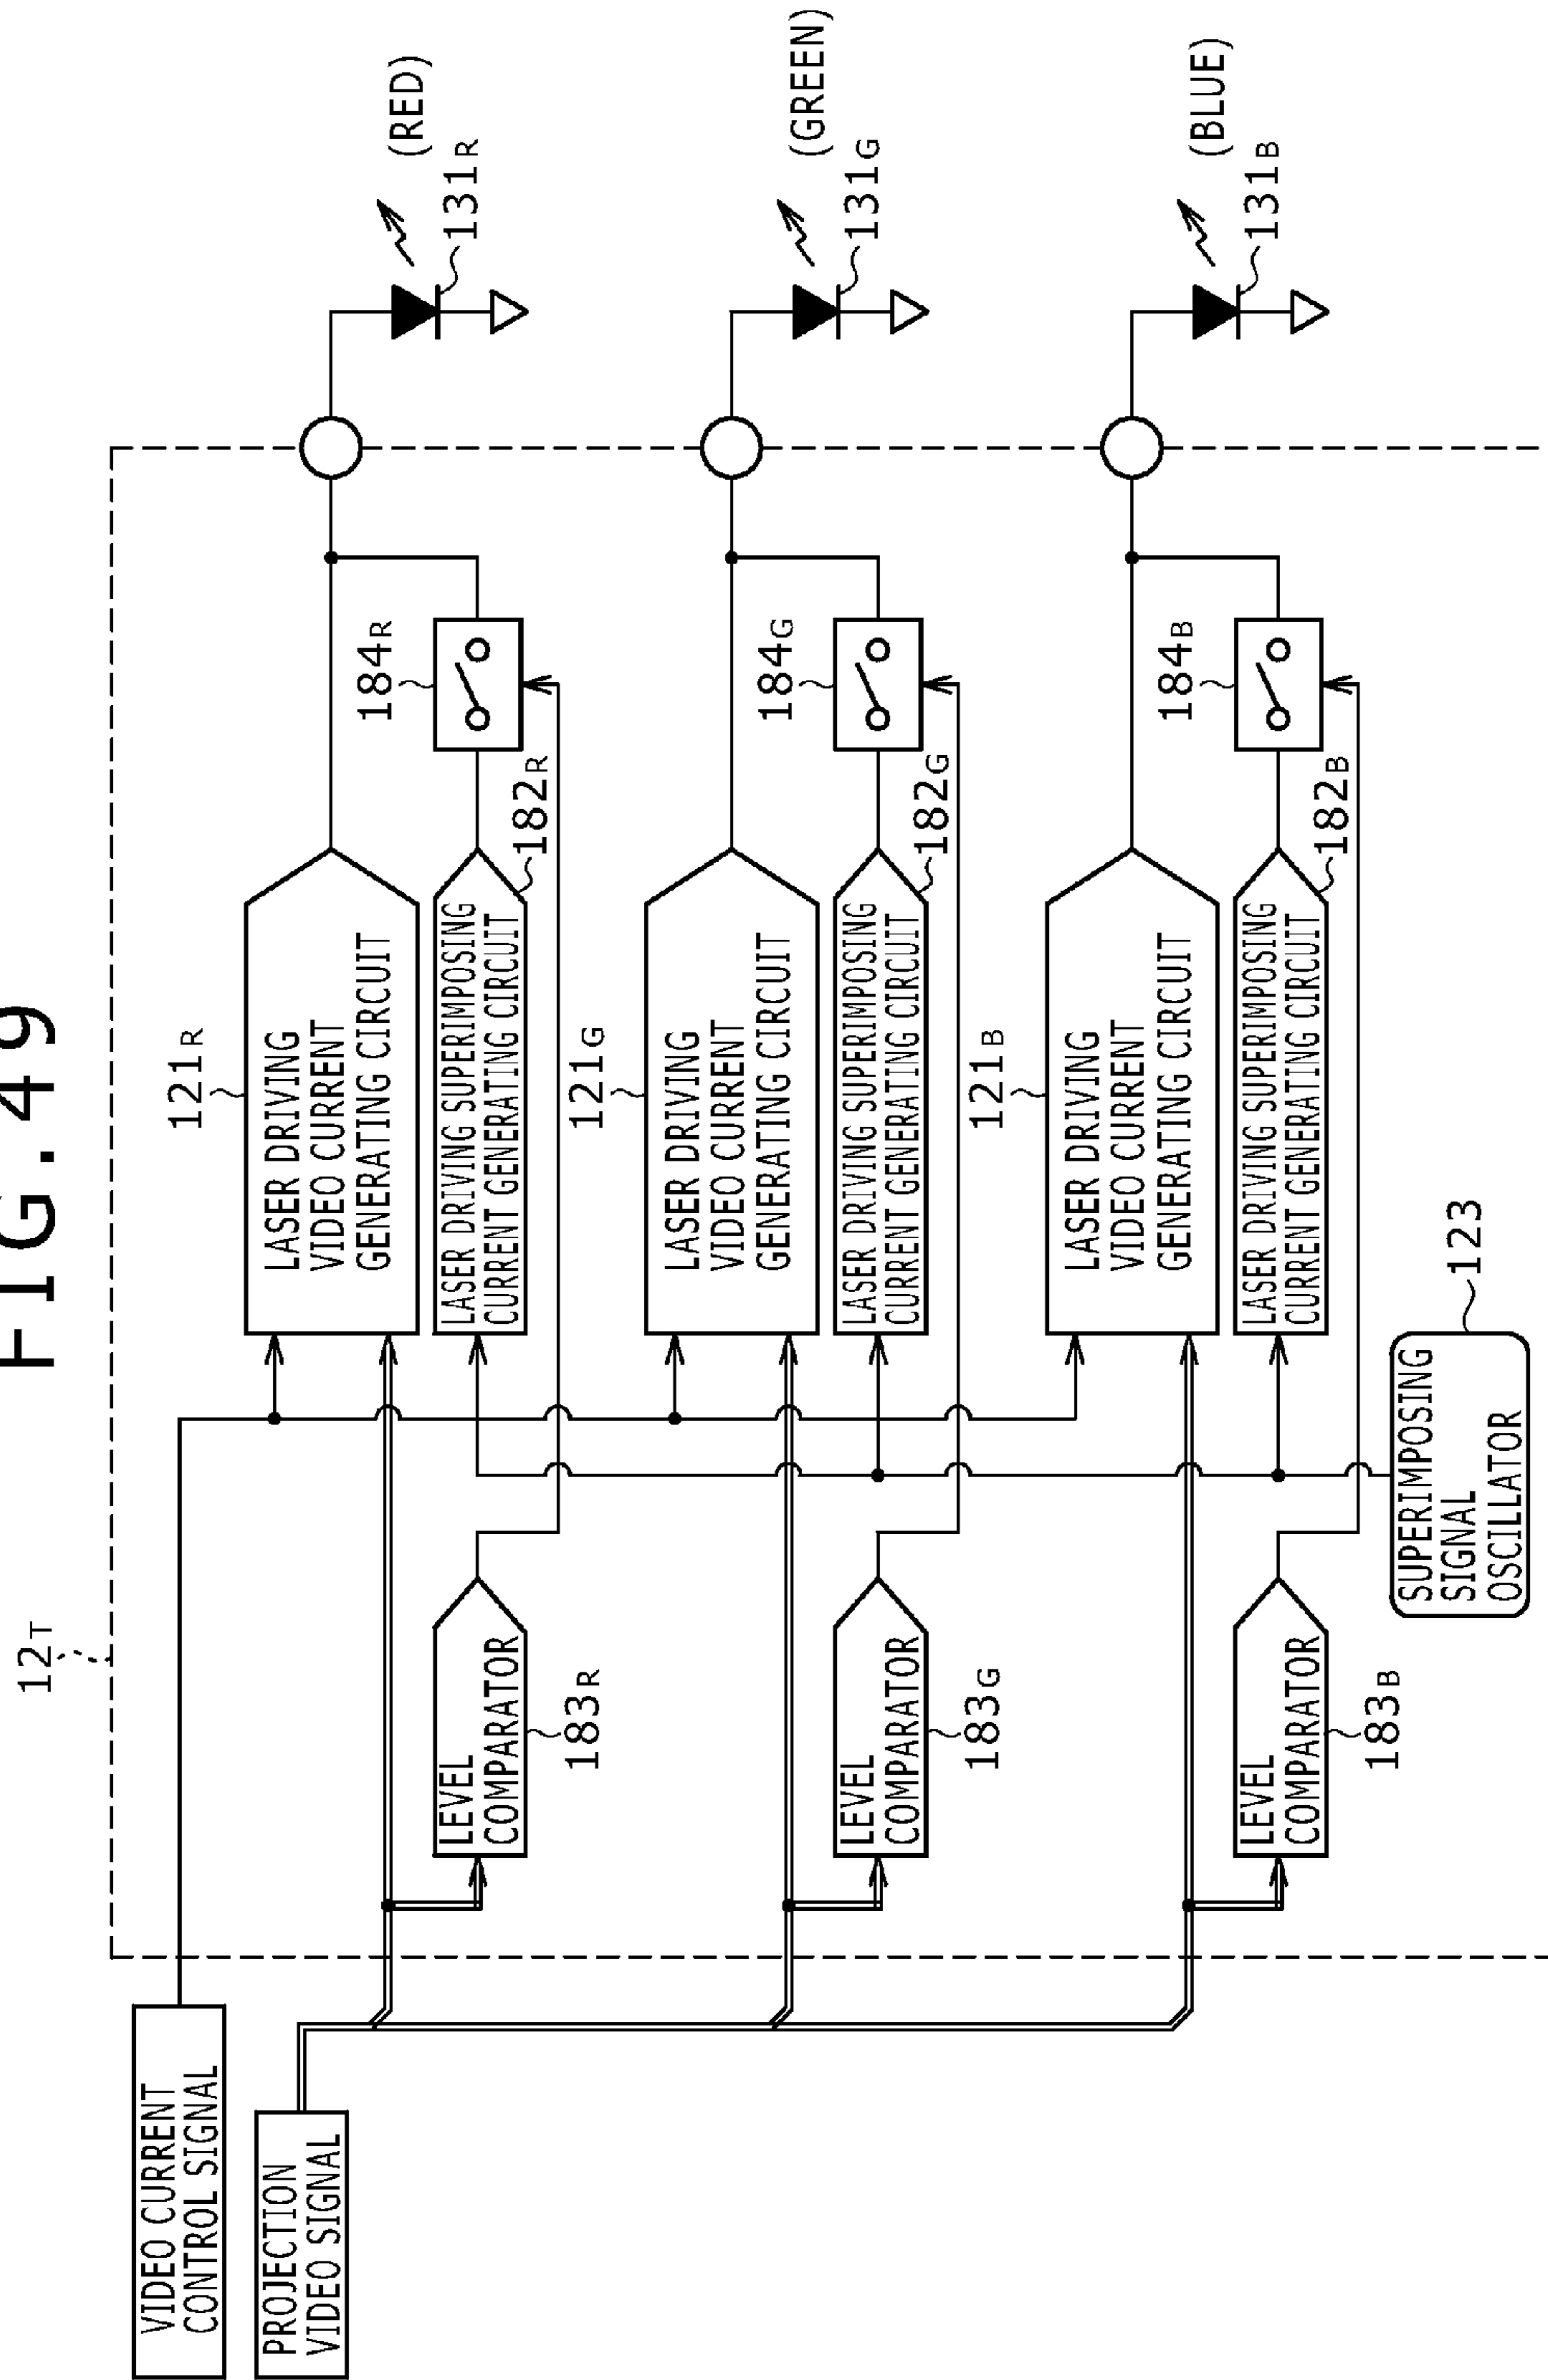 FIG. 49
12T
VIDEO CURRENT
CONTROL SIGNAL
PROJECTION
VIDEO SIGNAL
121R
LASER DRIVING
VIDEO CURRENT
GENERATING CIRCUIT
(RED)
131R
184R
LEVEL
COMPARATOR
183R
LASER DRIVING SUPERIMPOSING
CURRENT GENERATING CIRCUIT
182R
121G
LASER DRIVING
VIDEO CURRENT
GENERATING CIRCUIT
(GREEN)
131G
184G
LEVEL
COMPARATOR
183G
LASER DRIVING SUPERIMPOSING
CURRENT GENERATING CIRCUIT
182G
121B
LASER DRIVING
VIDEO CURRENT
GENERATING CIRCUIT
(BLUE)
131B
184B
LEVEL
COMPARATOR
183B
LASER DRIVING SUPERIMPOSING
CURRENT GENERATING CIRCUIT
182B
SUPERIMPOSING
SIGNAL
OSCILLATOR
123